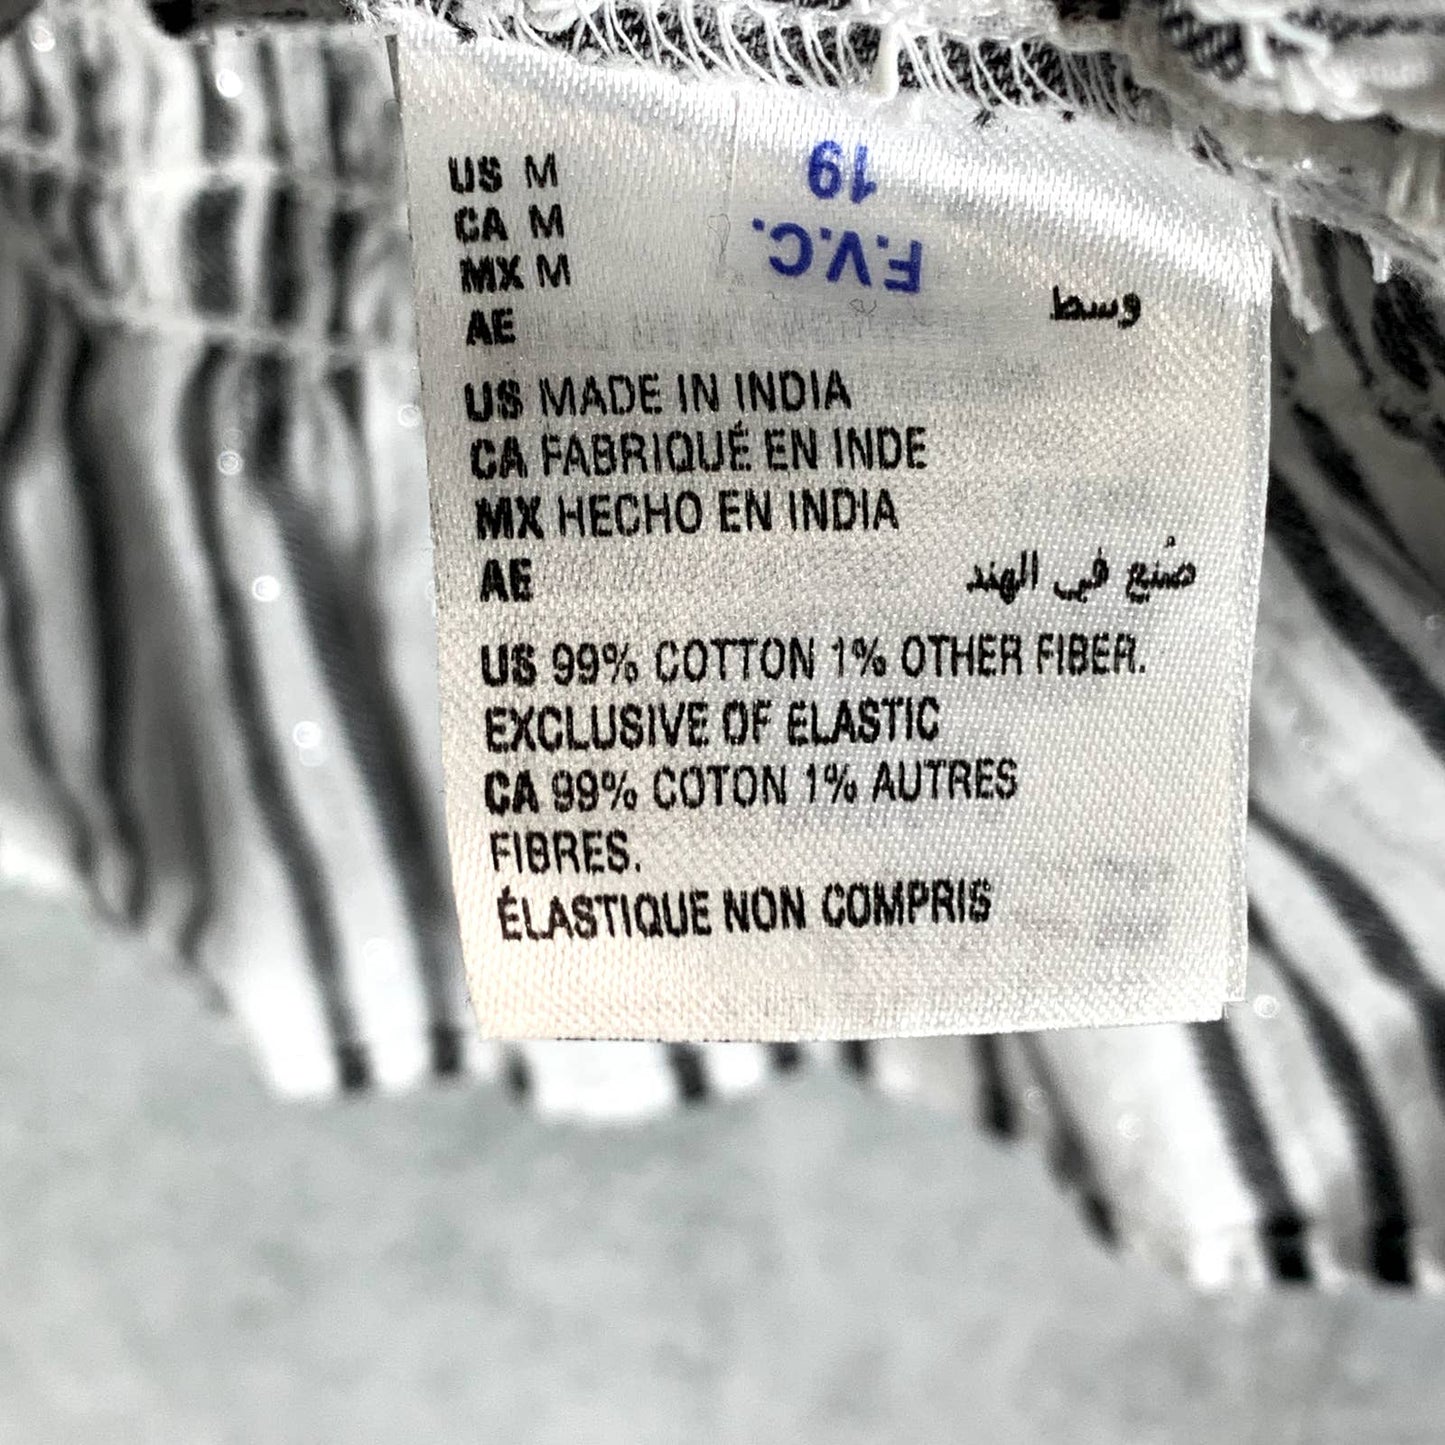 US M
CA M
MX M
AE وسط
19
F.V.C.
US MADE IN INDIA
CA FABRIQUÉ EN INDE
MX HECHO EN INDIA
AE صُنع في الهند
US 99% COTTON 1% OTHER FIBER.
EXCLUSIVE OF ELASTIC
CA 99% COTON 1% AUTRES
FIBRES.
ÉLASTIQUE NON COMPRIS